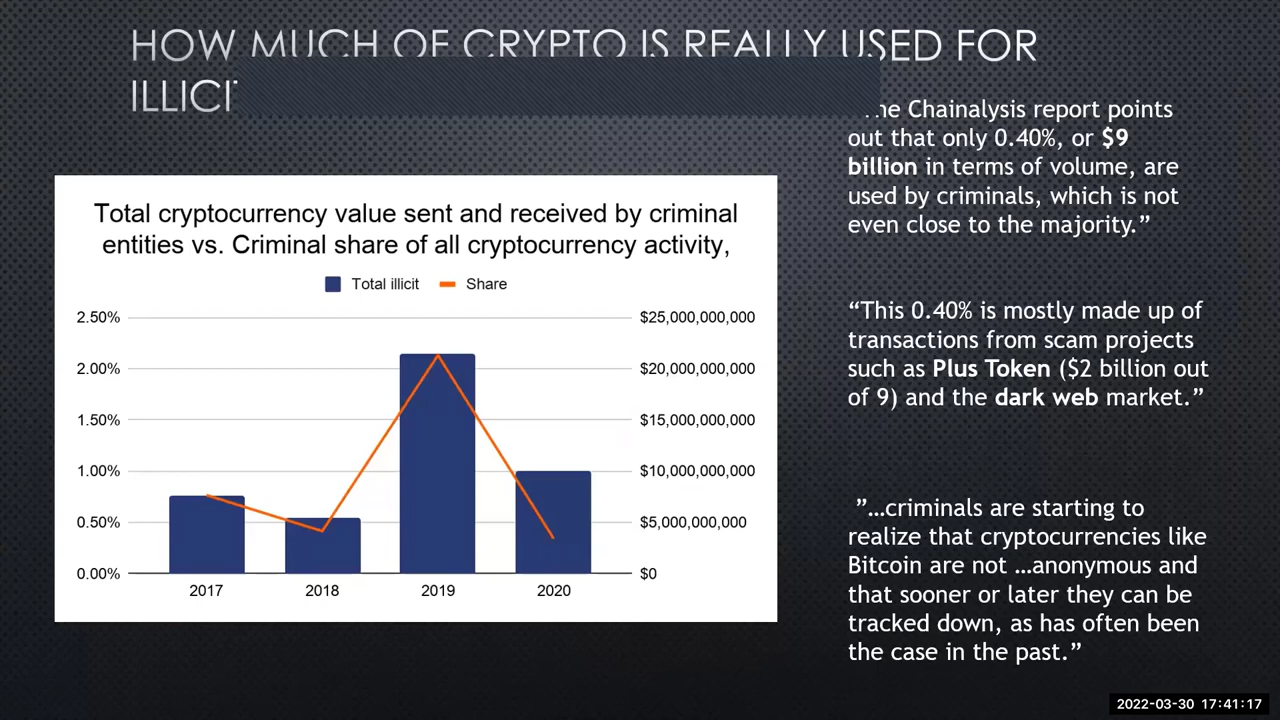 HOW MUCH OF CRYPTO IS REALLY USED FOR
Total cryptocurrency value sent and received by criminal
entities vs. Criminal share of all cryptocurrency activity,
Total illicit Share
2.50% $25,000,000,000
2.00% $20,000,000,000
1.50% $15,000,000,000
1.00% $10,000,000,000
0.50% $5,000,000,000
0.00% $0
2017 2018 2019 2020
Chainalysis report points
out that only 0.40%, or $9
billion in terms of volume, are
used by criminals, which is not
even close to the majority.”
“This 0.40% is mostly made up of
transactions from scam projects
such as Plus Token ($2 billion out
of 9) and the dark web market.”
”…criminals are starting to
realize that cryptocurrencies like
Bitcoin are not …anonymous and
that sooner or later they can be
tracked down, as has often been
the case in the past.”
2022-03-30 17:41:17